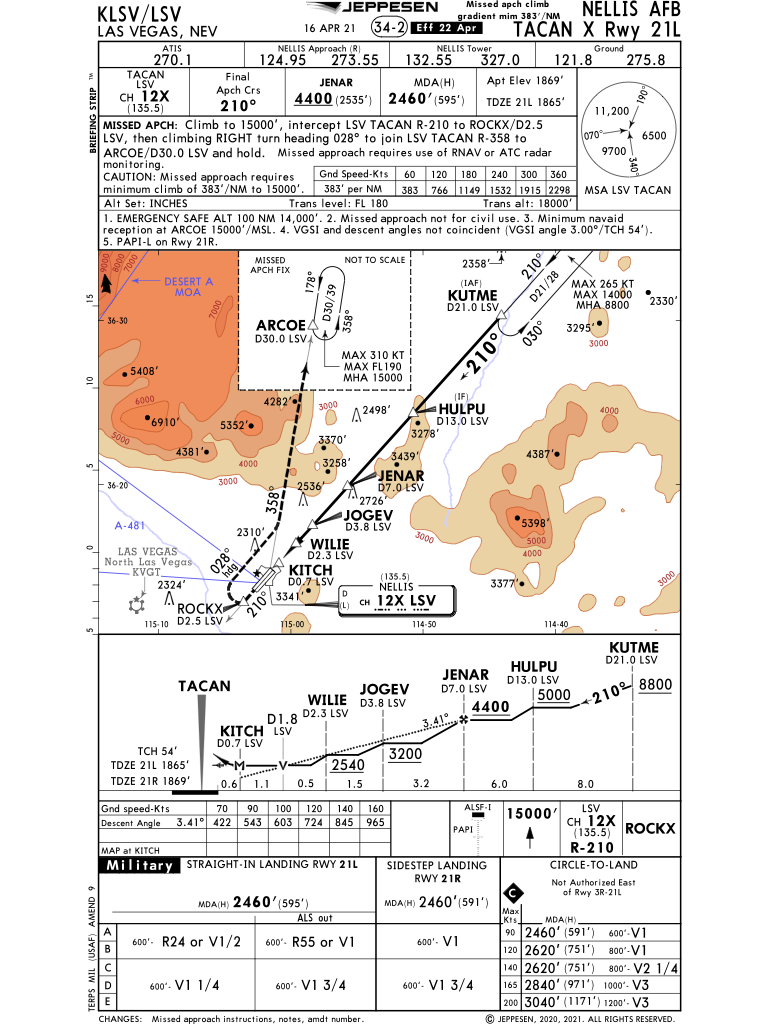 KLSV/LSV
LAS VEGAS, NEV
JEPPESEN
16 APR 21
34-2
Eff 22 Apr
Missed apch climb
gradient mim 383'/NM
NELLIS AFB
TACAN X Rwy 21L
ATIS
270.1
NELLIS Approach (R)
124.95 273.55
NELLIS Tower
132.55 327.0
Ground
121.8 275.8
BRIEFING STRIP TM
TACAN
LSV
CH 12X
(135.5)
Final
Apch Crs
210°
JENAR
4400 (2535')
MDA(H)
2460' (595')
Apt Elev 1869'
TDZE 21L 1865'
MISSED APCH: Climb to 15000', intercept LSV TACAN R-210 to ROCKX/D2.5
LSV, then climbing RIGHT turn heading 028° to join LSV TACAN R-358 to
ARCOE/D30.0 LSV and hold. Missed approach requires use of RNAV or ATC radar
monitoring.
CAUTION: Missed approach requires
minimum climb of 383'/NM to 15000'.
Gnd Speed-Kts 60 120 180 240 300 360
383' per NM 383 766 1149 1532 1915 2298
190°
11,200
070°
6500
9700
340°
MSA LSV TACAN
Alt Set: INCHES Trans level: FL 180 Trans alt: 18000'
1. EMERGENCY SAFE ALT 100 NM 14,000'. 2. Missed approach not for civil use. 3. Minimum navaid
reception at ARCOE 15000'/MSL. 4. VGSI and descent angles not coincident (VGSI angle 3.00°/TCH 54').
5. PAPI-L on Rwy 21R.
9000
8000
7000
DESERT A
MOA
7000
36-30
MISSED
APCH FIX
NOT TO SCALE
178°
D30/39
358°
ARCOE
D30.0 LSV
MAX 310 KT
MAX FL190
MHA 15000
2358'
210°
D21/28
(IAF)
KUTME
D21.0 LSV
030°
MAX 265 KT
MAX 14000
MHA 8800
2330'
3295'
3000
210°
15
10
5
0
5
5408'
6000
6910'
5000
5352'
4282'
4381'
4000
3000
3000
2498'
3370'
3258'
2536'
(IF)
HULPU
D13.0 LSV
3278'
3439'
JENAR
D7.0 LSV
2726'
4000
4387'
36-20
358°
JOGEV
D3.8 LSV
5398'
5000
4000
3000
A-481
2310'
WILIE
D2.3 LSV
LAS VEGAS
North Las Vegas
KVGT
028°
hdg
KITCH
D0.7 LSV
3341'
2324'
ROCKX
D2.5 LSV
210°
(135.5)
NELLIS
D
(L)
CH 12X LSV
3377'
3000
115-10
115-00
114-50
114-40
TACAN
KITCH
D0.7 LSV
D1.8
LSV
WILIE
D2.3 LSV
JOGEV
D3.8 LSV
JENAR
D7.0 LSV
HULPU
D13.0 LSV
KUTME
D21.0 LSV
8800
210°
5000
4400
3.41°
3200
2540
M
V
TCH 54'
TDZE 21L 1865'
TDZE 21R 1869'
0.6 1.1 0.5 1.5 3.2 6.0 8.0
Gnd speed-Kts 70 90 100 120 140 160
Descent Angle 3.41° 422 543 603 724 845 965
MAP at KITCH
ALSF-I
PAPI
15000'
LSV
CH 12X
(135.5)
R-210
ROCKX
Military
STRAIGHT-IN LANDING RWY 21L
SIDESTEP LANDING
RWY 21R
CIRCLE-TO-LAND
Not Authorized East
of Rwy 3R-21L
C
MDA(H) 2460' (595')
MDA(H) 2460' (591')
ALS out
Max
Kts
MDA(H)
A
B
C
D
E
600'- R24 or V1/2
600'- R55 or V1
600'- V1
600'- V1 1/4
600'- V1 3/4
600'- V1 3/4
90 2460' (591') 600'-V1
120 2620' (751') 800'-V1
140 2620' (751') 800'-V2 1/4
165 2840' (971') 1000'-V3
200 3040' (1171') 1200'-V3
TERPS MIL (USAF) AMEND 9
CHANGES: Missed approach instructions, notes, amdt number.
© JEPPESEN, 2020, 2021. ALL RIGHTS RESERVED.